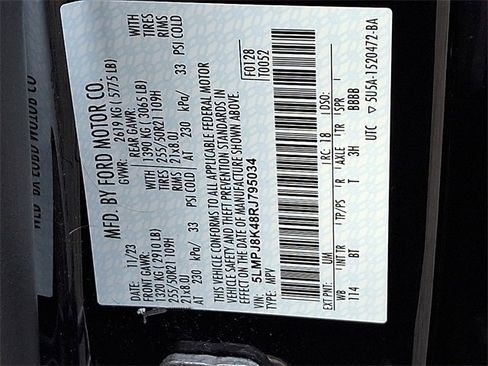 MFD. BY FORD MOTOR CO.
DATE: 11/23 GVWR: 2619 KG ( 5775 LB)
FRONT GAWR: REAR GAWR:
1320 KG ( 2910 LB) 1390 KG ( 3065 LB) WITH
255/50R21 109H TIRES 255/50R21 109H TIRES
21x8.0J RIMS 21x8.0J RIMS
AT 230 kPa/ 33 PSI COLD AT 230 kPa/ 33 PSI COLD
THIS VEHICLE CONFORMS TO ALL APPLICABLE FEDERAL MOTOR
VEHICLE SAFETY AND THEFT PREVENTION STANDARDS IN
EFFECT ON THE DATE OF MANUFACTURE SHOWN ABOVE.
VIN: 5LMPJ8K48RJ795034 F0128
TYPE: MPV T0052
EXT PNT: UM RC: LB DSO:
WB INT TR TP/PS R AXLE TR SPR
114 BT T 3H BBBB
UTC 5U5A-1520472-BA